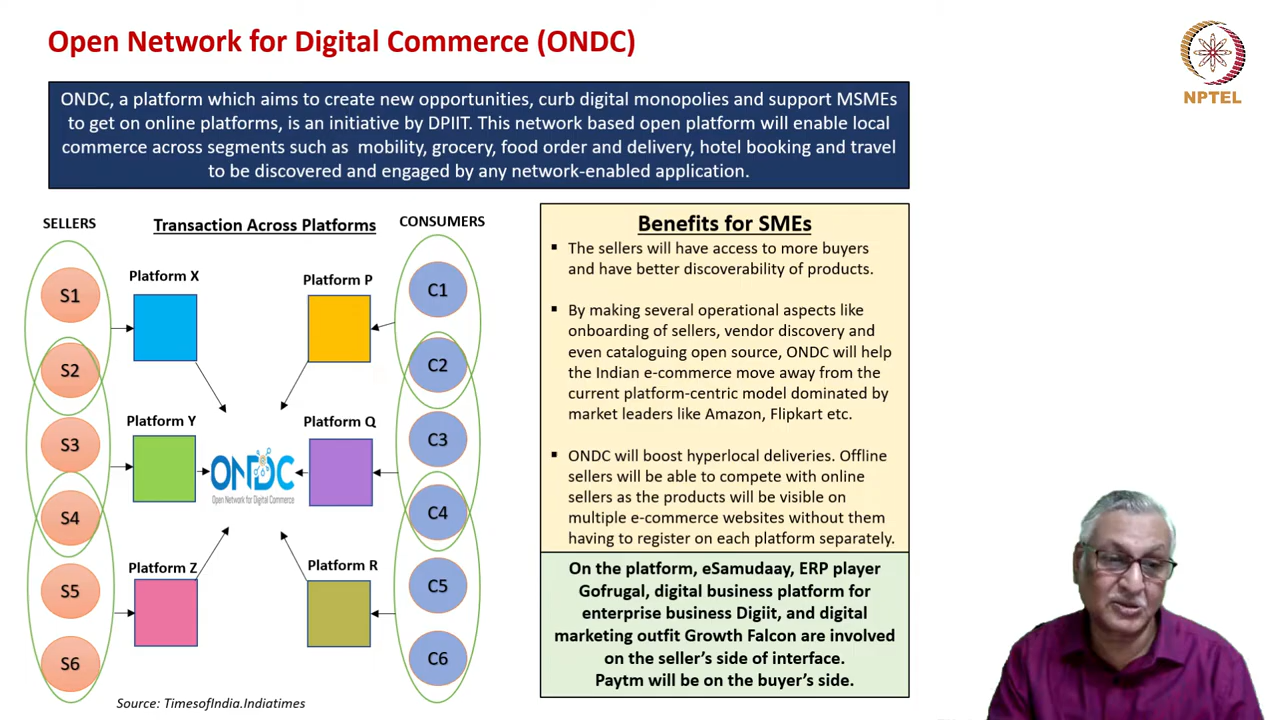 Open Network for Digital Commerce (ONDC)
NPTEL
ONDC, a platform which aims to create new opportunities, curb digital monopolies and support MSMEs
to get on online platforms, is an initiative by DPIIT. This network based open platform will enable local
commerce across segments such as mobility, grocery, food order and delivery, hotel booking and travel
to be discovered and engaged by any network-enabled application.
SELLERS
Transaction Across Platforms
CONSUMERS
Platform X
Platform P
S1
C1
S2
C2
Platform Y
Platform Q
S3
C3
ONDC
Open Network for Digital Commerce
S4
C4
Platform Z
Platform R
S5
C5
S6
C6
Source: TimesofIndia.Indiatimes
Benefits for SMEs
▪ The sellers will have access to more buyers
and have better discoverability of products.
▪ By making several operational aspects like
onboarding of sellers, vendor discovery and
even cataloguing open source, ONDC will help
the Indian e-commerce move away from the
current platform-centric model dominated by
market leaders like Amazon, Flipkart etc.
▪ ONDC will boost hyperlocal deliveries. Offline
sellers will be able to compete with online
sellers as the products will be visible on
multiple e-commerce websites without them
having to register on each platform separately.
On the platform, eSamudaay, ERP player
Gofrugal, digital business platform for
enterprise business Digiit, and digital
marketing outfit Growth Falcon are involved
on the seller's side of interface.
Paytm will be on the buyer's side.